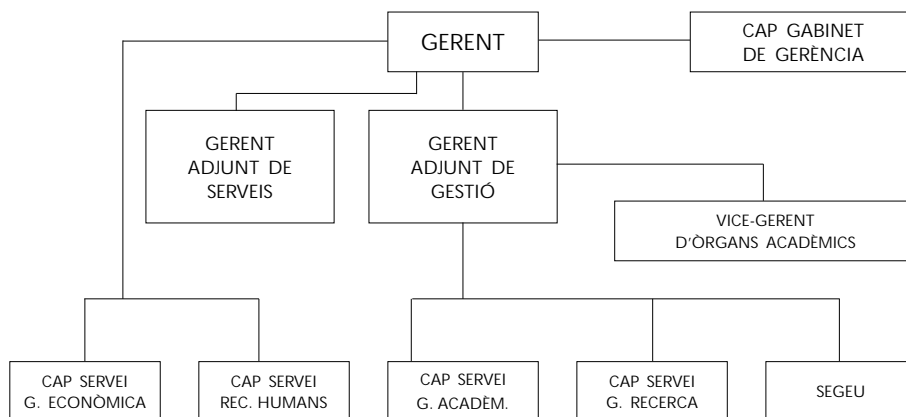 GERENT
CAP GABINET
DE GERÈNCIA
GERENT
ADJUNT DE
SERVEIS
GERENT
ADJUNT DE
GESTIÓ
VICE-GERENT
D'ÒRGANS ACADÈMICS
CAP SERVEI
G. ECONÒMICA
CAP SERVEI
REC. HUMANS
CAP SERVEI
G. ACADÈM.
CAP SERVEI
G. RECERCA
SEGEU